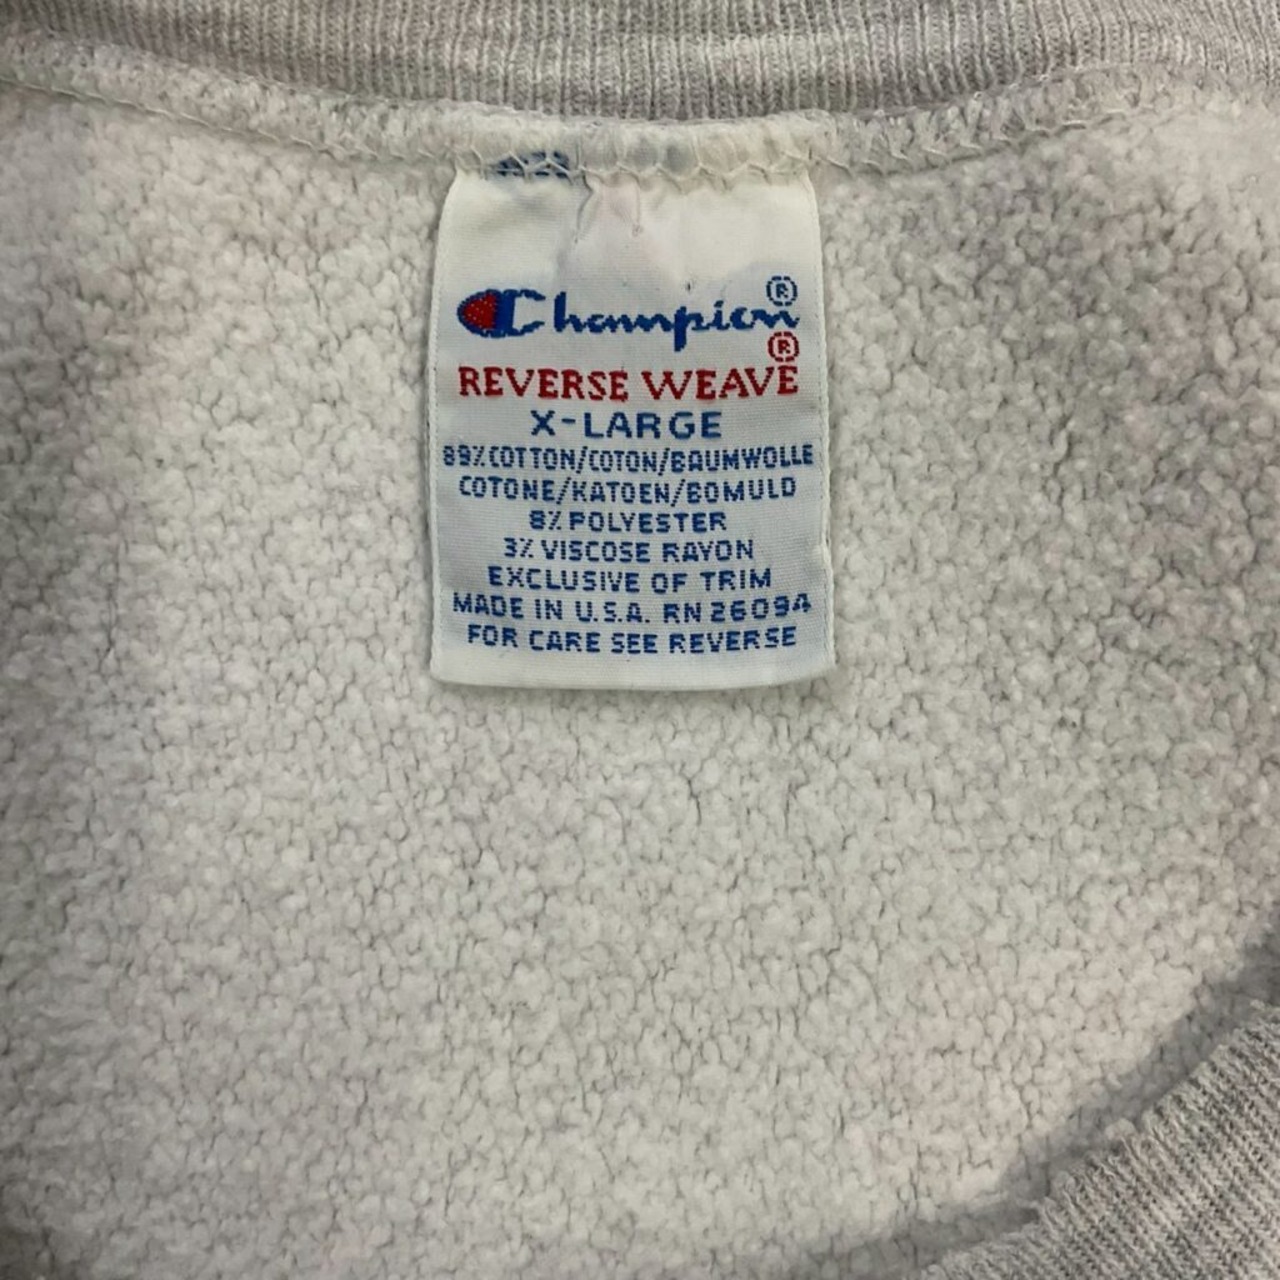 Champion®
®
REVERSE WEAVE
X-LARGE
89% COTTON/COTON/BAUMWOLLE
COTONE/KATOEN/BOMULD
8% POLYESTER
3% VISCOSE RAYON
EXCLUSIVE OF TRIM
MADE IN U.S.A. RN 26094
FOR CARE SEE REVERSE